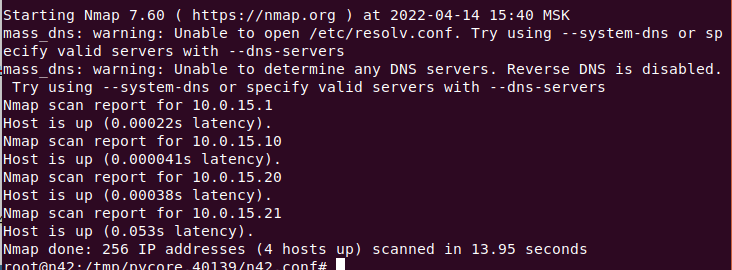 Starting Nmap 7.60 ( https://nmap.org ) at 2022-04-14 15:40 MSK
mass_dns: warning: Unable to open /etc/resolv.conf. Try using --system-dns or sp
ecify valid servers with --dns-servers
mass_dns: warning: Unable to determine any DNS servers. Reverse DNS is disabled.
 Try using --system-dns or specify valid servers with --dns-servers
Nmap scan report for 10.0.15.1
Host is up (0.00022s latency).
Nmap scan report for 10.0.15.10
Host is up (0.000041s latency).
Nmap scan report for 10.0.15.20
Host is up (0.00038s latency).
Nmap scan report for 10.0.15.21
Host is up (0.053s latency).
Nmap done: 256 IP addresses (4 hosts up) scanned in 13.95 seconds
root@n42:/tmp/pycore.40139/n42.conf#